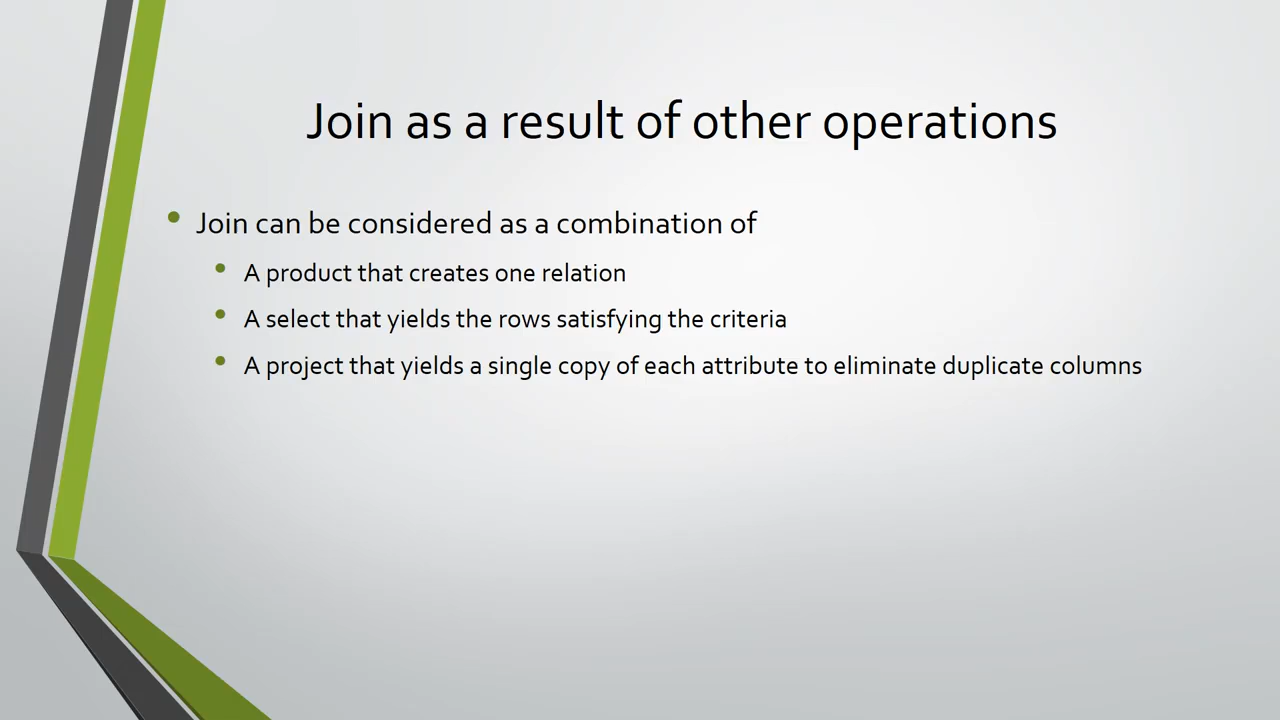 Join as a result of other operations
Join can be considered as a combination of
A product that creates one relation
A select that yields the rows satisfying the criteria
A project that yields a single copy of each attribute to eliminate duplicate columns